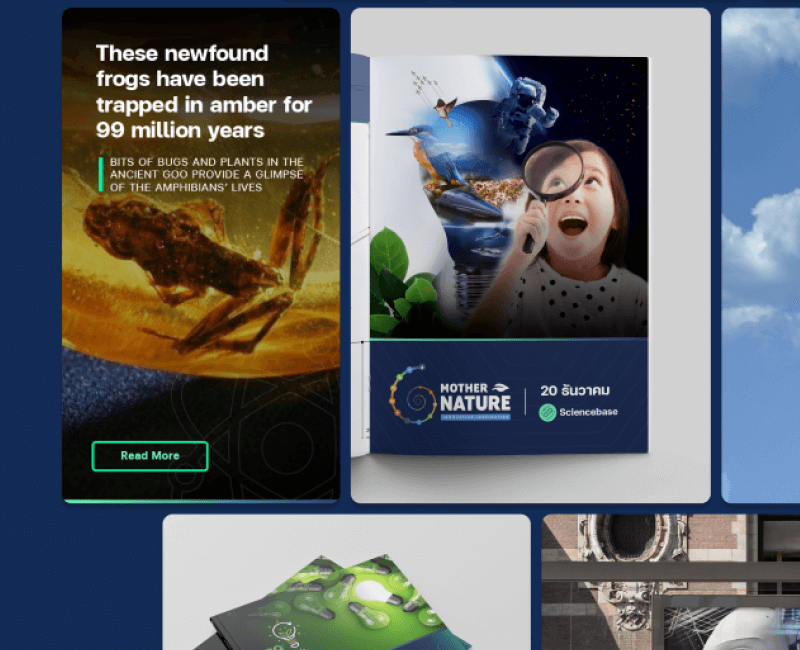 These newfound
frogs have been
trapped in amber for
99 million years
BITS OF BUGS AND PLANTS IN THE
ANCIENT GOO PROVIDE A GLIMPSE
OF THE AMPHIBIANS' LIVES
Read More
MOTHER
NATURE
20 ธันวาคม
Sciencebase